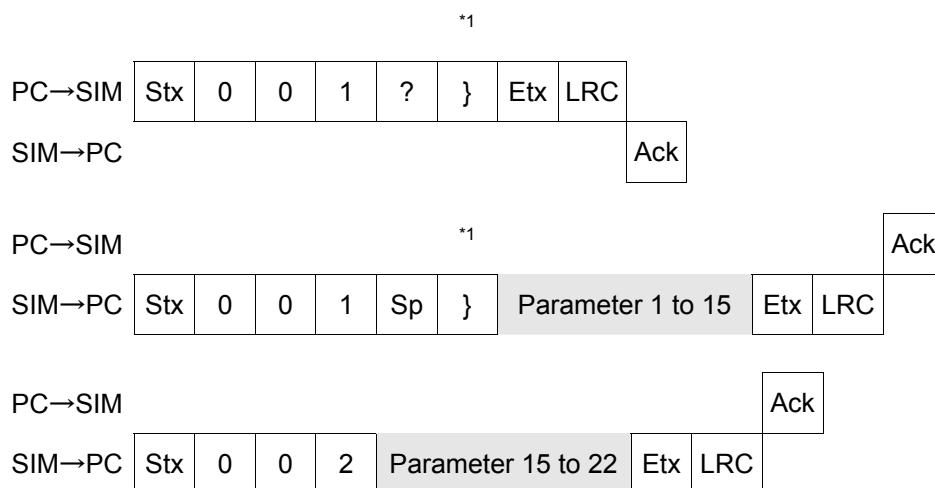 *1
PC→SIM Stx 0 0 1 ? } Etx LRC
SIM→PC Ack
PC→SIM *1 Ack
SIM→PC Stx 0 0 1 Sp } Parameter 1 to 15 Etx LRC
PC→SIM Ack
SIM→PC Stx 0 0 2 Parameter 15 to 22 Etx LRC